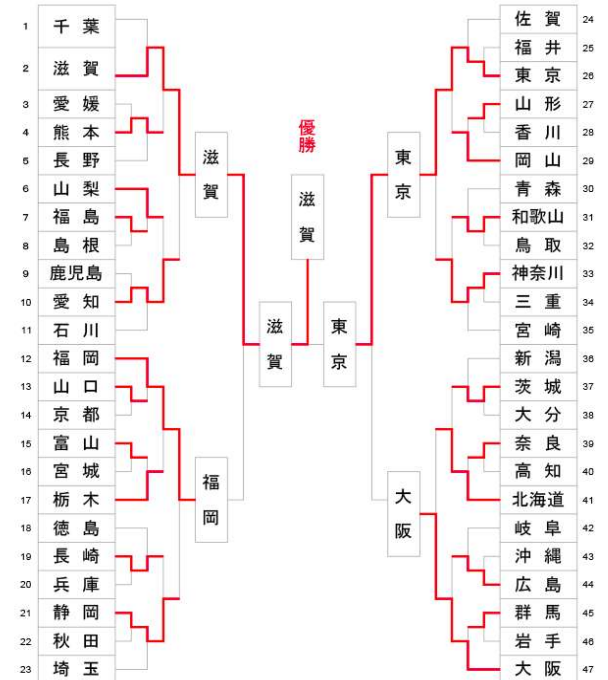 1 千葉
2 滋賀
3 愛媛
4 熊本
5 長野
6 山梨
7 福島
8 島根
9 鹿児島
10 愛知
11 石川
12 福岡
13 山口
14 京都
15 富山
16 宮城
17 栃木
18 徳島
19 長崎
20 兵庫
21 静岡
22 秋田
23 埼玉
滋賀
福岡
滋賀
優勝
滋賀
東京
東京
大阪
佐賀 24
福井 25
東京 26
山形 27
香川 28
岡山 29
青森 30
和歌山 31
鳥取 32
神奈川 33
三重 34
宮崎 35
新潟 36
茨城 37
大分 38
奈良 39
高知 40
北海道 41
岐阜 42
沖縄 43
広島 44
群馬 45
岩手 46
大阪 47